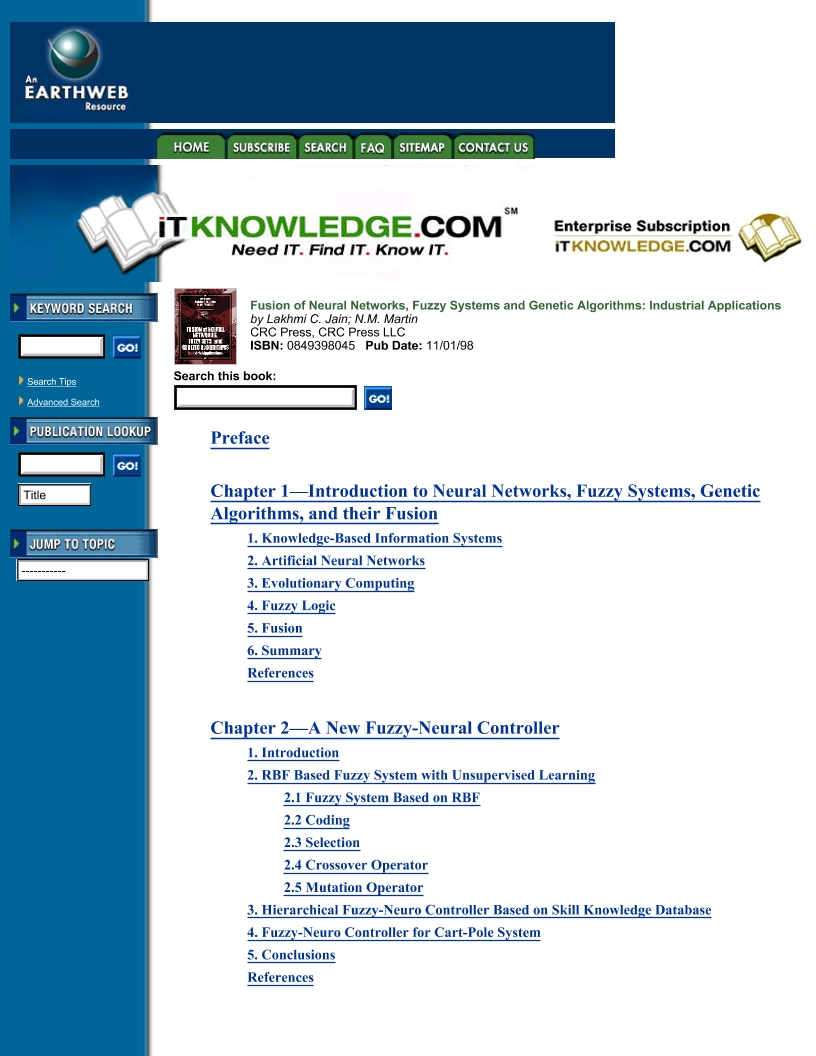 An
EARTHWEB
Resource
HOME
SUBSCRIBE
SEARCH
FAQ
SITEMAP
CONTACT US
iTKNOWLEDGE.COM SM
Need IT. Find IT. Know IT.
Enterprise Subscription
iTKNOWLEDGE.COM
KEYWORD SEARCH
GO!
Search Tips
Advanced Search
PUBLICATION LOOKUP
GO!
Title
JUMP TO TOPIC
-----------
Fusion of Neural Networks, Fuzzy Systems and Genetic Algorithms: Industrial Applications
by Lakhmi C. Jain; N.M. Martin
CRC Press, CRC Press LLC
ISBN: 0849398045 Pub Date: 11/01/98
Search this book:
GO!
Preface
Chapter 1—Introduction to Neural Networks, Fuzzy Systems, Genetic
Algorithms, and their Fusion
1. Knowledge-Based Information Systems
2. Artificial Neural Networks
3. Evolutionary Computing
4. Fuzzy Logic
5. Fusion
6. Summary
References
Chapter 2—A New Fuzzy-Neural Controller
1. Introduction
2. RBF Based Fuzzy System with Unsupervised Learning
2.1 Fuzzy System Based on RBF
2.2 Coding
2.3 Selection
2.4 Crossover Operator
2.5 Mutation Operator
3. Hierarchical Fuzzy-Neuro Controller Based on Skill Knowledge Database
4. Fuzzy-Neuro Controller for Cart-Pole System
5. Conclusions
References